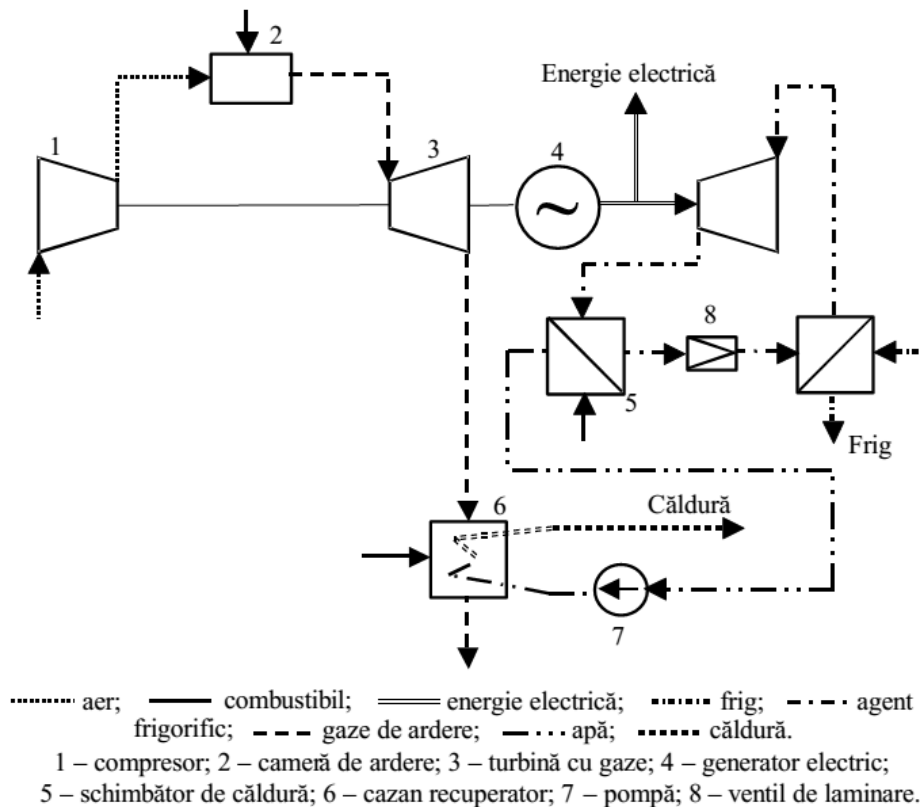 2
Energie electrică
1
3
4
8
5
Frig
6
Căldură
7
aer; combustibil; energie electrică; frig; agent
frigorific; gaze de ardere; apă; căldură.
1 – compresor; 2 – cameră de ardere; 3 – turbină cu gaze; 4 – generator electric;
5 – schimbător de căldură; 6 – cazan recuperator; 7 – pompă; 8 – ventil de laminare.